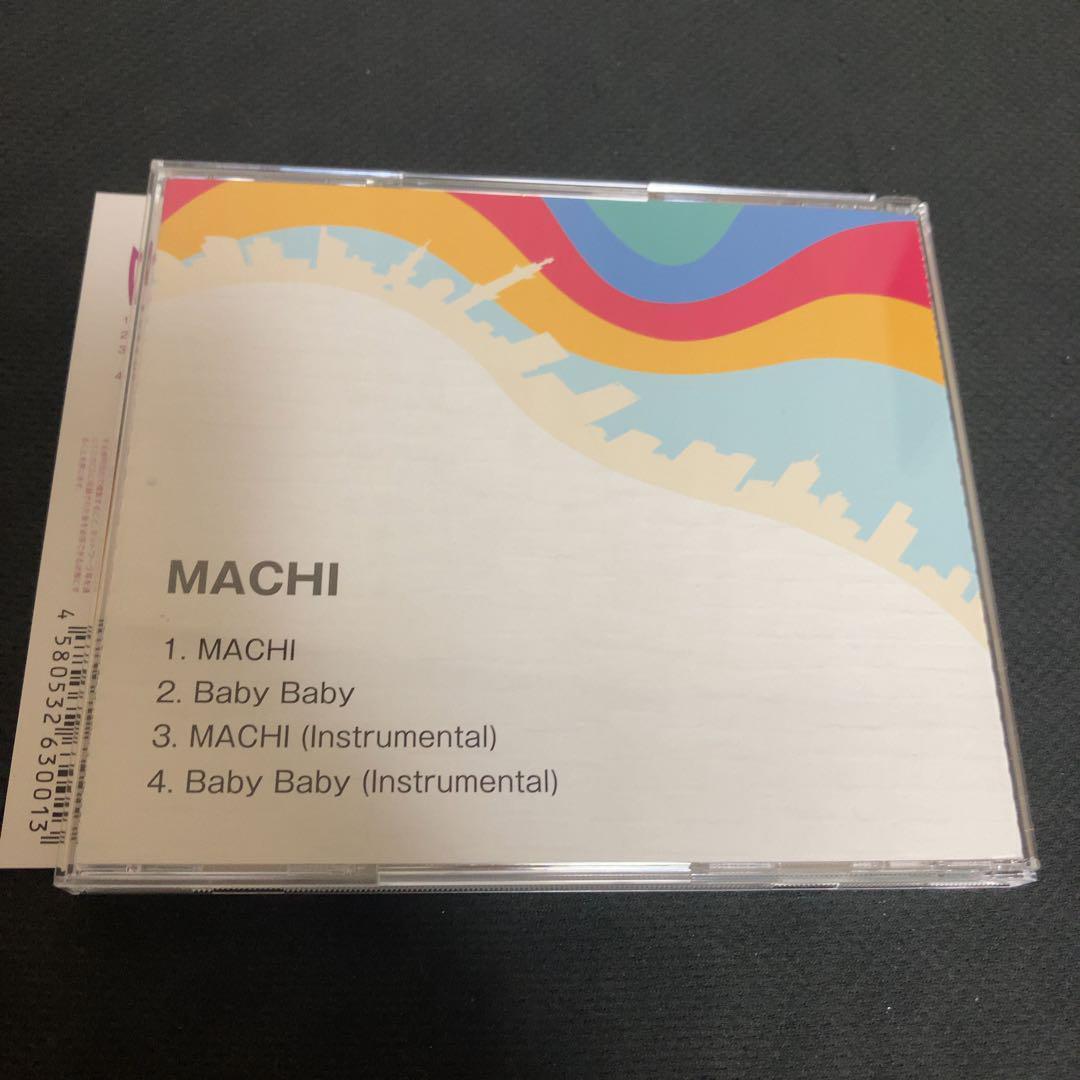 MACHI
1. MACHI
2. Baby Baby
3. MACHI (Instrumental)
4. Baby Baby (Instrumental)
4 580532 630013